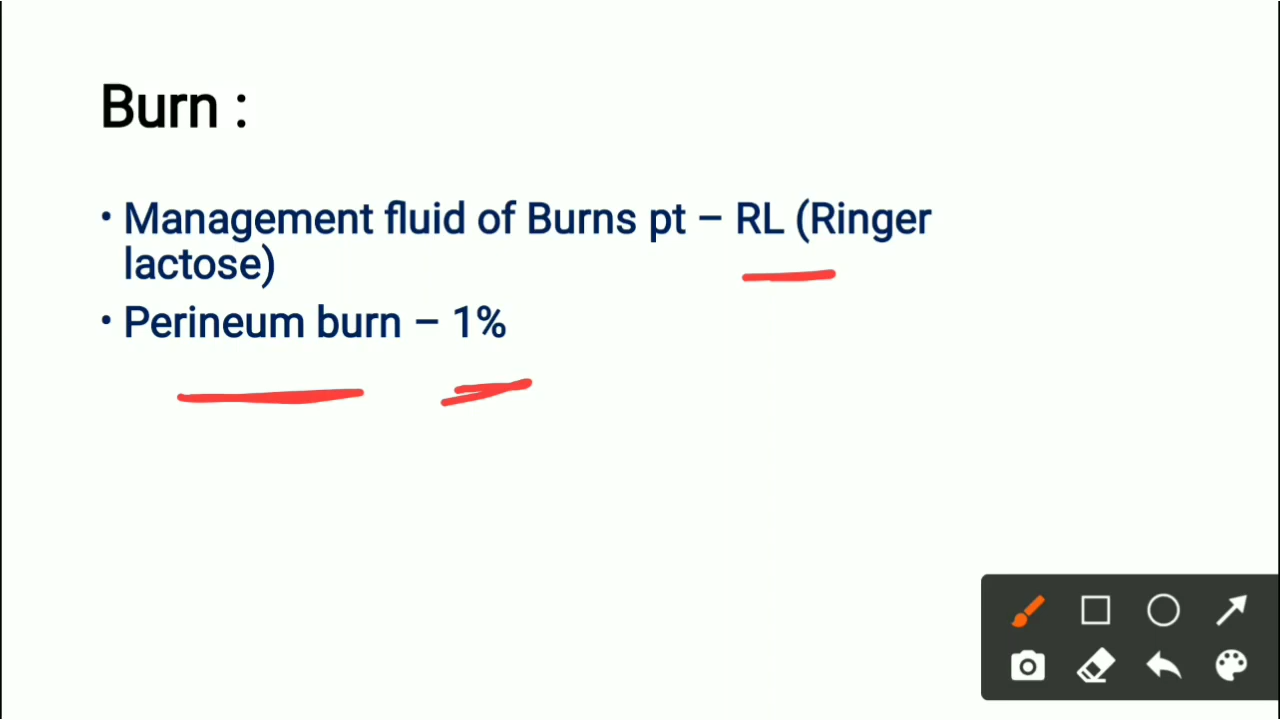 Burn :
• Management fluid of Burns pt – RL (Ringer
lactose)
• Perineum burn – 1%